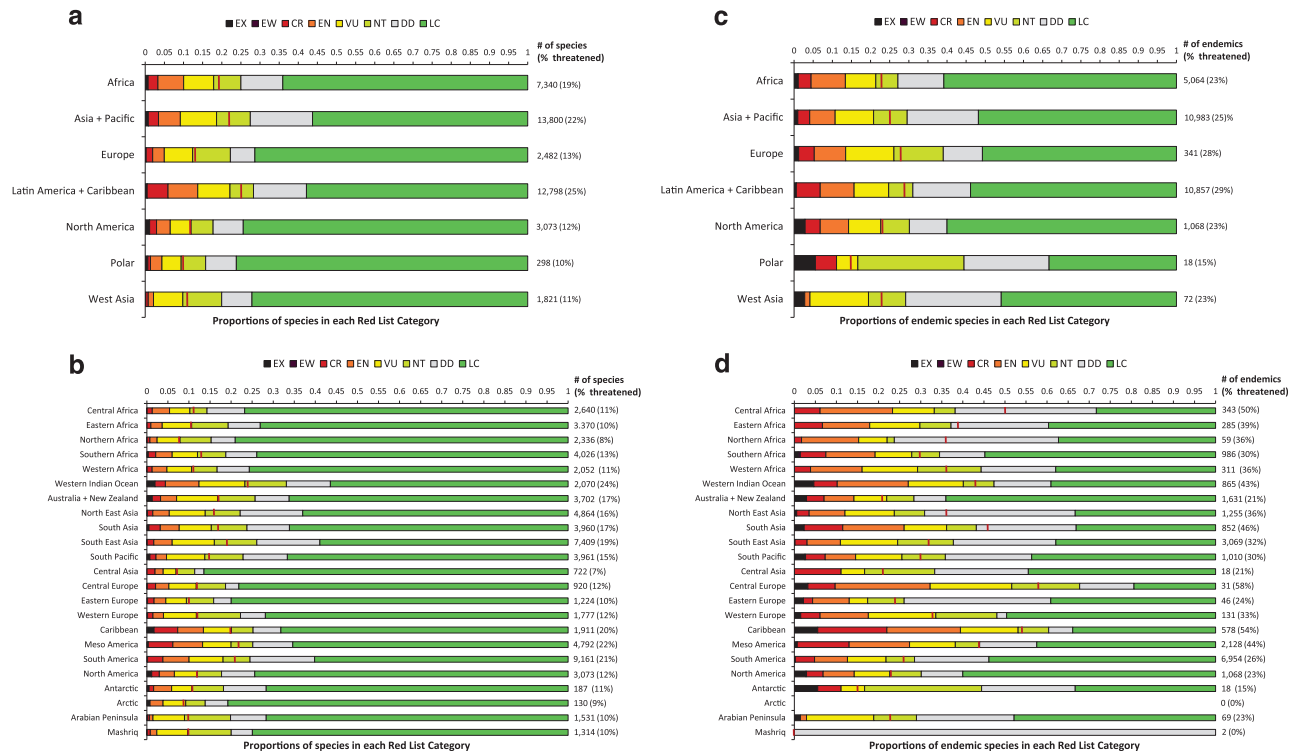 a
EX EW CR EN VU NT DD LC
0 0.05 0.1 0.15 0.2 0.25 0.3 0.35 0.4 0.45 0.5 0.55 0.6 0.65 0.7 0.75 0.8 0.85 0.9 0.95 1
# of species
(% threatened)
Africa 7,340 (19%)
Asia + Pacific 13,800 (22%)
Europe 2,482 (13%)
Latin America + Caribbean 12,798 (25%)
North America 3,073 (12%)
Polar 298 (10%)
West Asia 1,821 (11%)
Proportions of species in each Red List Category
b
EX EW CR EN VU NT DD LC
0 0.05 0.1 0.15 0.2 0.25 0.3 0.35 0.4 0.45 0.5 0.55 0.6 0.65 0.7 0.75 0.8 0.85 0.9 0.95 1
# of species
(% threatened)
Central Africa 2,640 (11%)
Eastern Africa 3.370 (10%)
Northern Africa 2,336 (8%)
Southern Africa 4,026 (13%)
Western Africa 2,052 (11%)
Western Indian Ocean 2,070 (24%)
Australia + New Zealand 3,702 (17%)
North East Asia 4,864 (16%)
South Asia 3,960 (17%)
South East Asia 7,409 (19%)
South Pacific 3,961 (15%)
Central Asia 722 (7%)
Central Europe 920 (12%)
Eastern Europe 1,224 (10%)
Western Europe 1,777 (12%)
Caribbean 1,911 (20%)
Meso America 4,792 (22%)
South America 9,161 (21%)
North America 3,073 (12%)
Antarctic 187 (11%)
Arctic 130 (9%)
Arabian Peninsula 1,531 (10%)
Mashriq 1,314 (10%)
Proportions of species in each Red List Category
c
EX EW CR EN VU NT DD LC
0 0.05 0.1 0.15 0.2 0.25 0.3 0.35 0.4 0.45 0.5 0.55 0.6 0.65 0.7 0.75 0.8 0.85 0.9 0.95 1
# of endemics
(% threatened)
Africa 5,064 (23%)
Asia + Pacific 10,983 (25)%
Europe 341 (28%)
Latin America + Caribbean 10,857 (29%)
North America 1,068 (23%)
Polar 18 (15%)
West Asia 72 (23%)
Proportions of endemic species in each Red List Category
d
EX EW CR EN VU NT DD LC
0 0.05 0.1 0.15 0.2 0.25 0.3 0.35 0.4 0.45 0.5 0.55 0.6 0.65 0.7 0.75 0.8 0.85 0.9 0.95 1
# of endemics
(% threatened)
Central Africa 343 (50%)
Eastern Africa 285 (39%)
Northern Africa 59 (36%)
Southern Africa 986 (30%)
Western Africa 311 (36%)
Western Indian Ocean 865 (43%)
Australia + New Zealand 1,631 (21%)
North East Asia 1,255 (36%)
South Asia 852 (46%)
South East Asia 3,069 (32%)
South Pacific 1,010 (30%)
Central Asia 18 (21%)
Central Europe 31 (58%)
Eastern Europe 46 (24%)
Western Europe 131 (33%)
Caribbean 578 (54%)
Meso America 2,128 (44%)
South America 6,954 (26%)
North America 1,068 (23%)
Antarctic 18 (15%)
Arctic 0 (0%)
Arabian Peninsula 69 (23%)
Mashriq 2 (0%)
Proportions of endemic species in each Red List Category